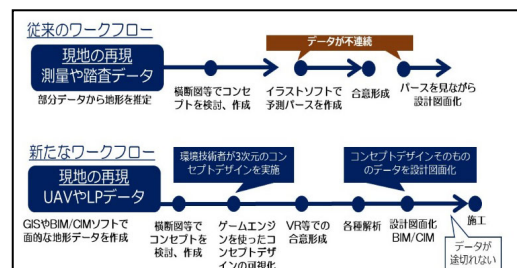 従来のワークフロー
現地の再現
測量や踏査データ
部分データから地形を推定
データが不連続
横断図等でコンセ
プトを検討、作成
イラストソフトで
予測パースを作成
合意形成
パースを見ながら
設計図面化
新たなワークフロー
現地の再現
UAVやLPデータ
GISやBIM/CIMソフトで
面的な地形データを作成
環境技術者が3次元のコン
セプトデザインを実施
コンセプトデザインそのもの
のデータを設計図面化
横断図等で
コンセプトを
検討、作成
ゲームエンジ
ンを使ったコ
ンセプトデザ
インの可視化
VR等での
合意形成
各種解析
設計図面化
BIM/CIM
施工
データが
途切れない